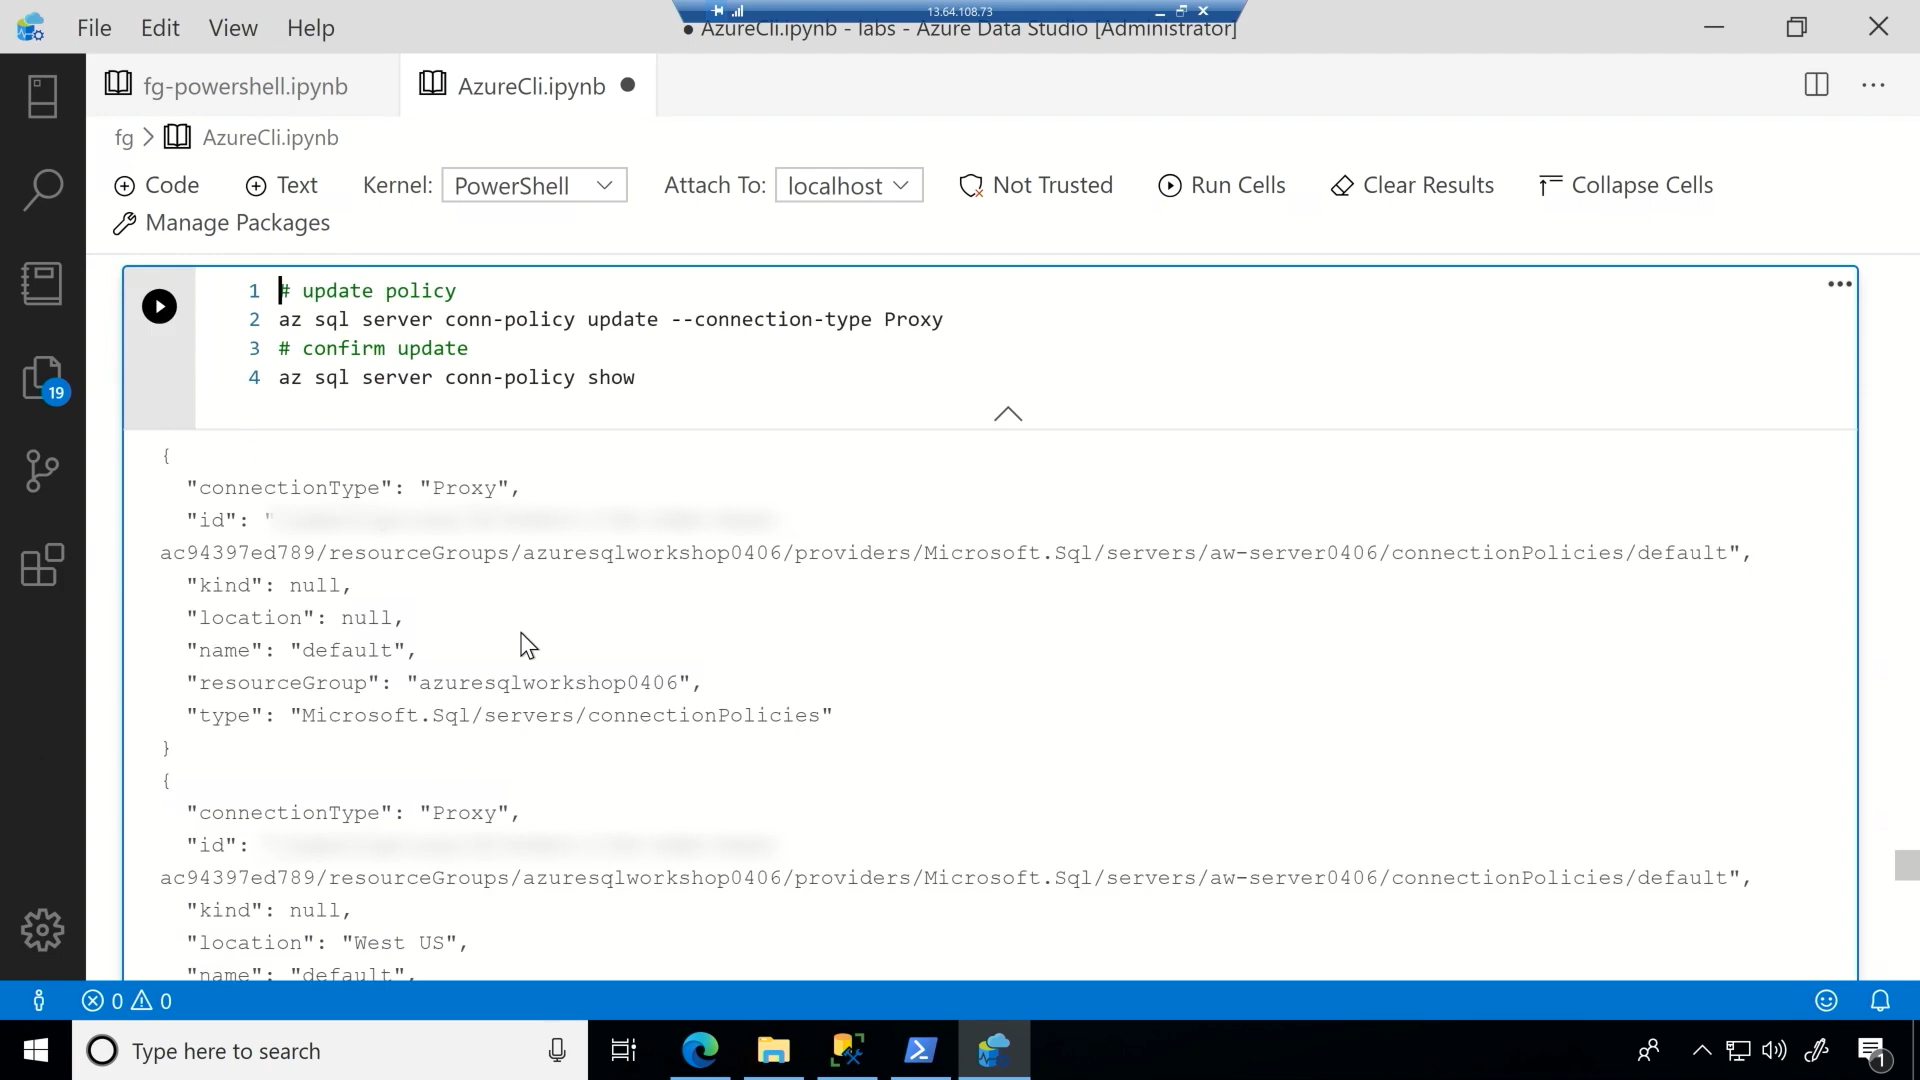 13.64.108.73
File Edit View Help
● AzureCli.ipynb - labs - Azure Data Studio [Administrator]
fg-powershell.ipynb
AzureCli.ipynb ●
fg > AzureCli.ipynb
Code Text Kernel: PowerShell Attach To: localhost Not Trusted Run Cells Clear Results Collapse Cells
Manage Packages
1 # update policy
2 az sql server conn-policy update --connection-type Proxy
3 # confirm update
4 az sql server conn-policy show
19
{
"connectionType": "Proxy",
"id": "
ac94397ed789/resourceGroups/azuresqlworkshop0406/providers/Microsoft.Sql/servers/aw-server0406/connectionPolicies/default",
"kind": null,
"location": null,
"name": "default",
"resourceGroup": "azuresqlworkshop0406",
"type": "Microsoft.Sql/servers/connectionPolicies"
}
{
"connectionType": "Proxy",
"id":
ac94397ed789/resourceGroups/azuresqlworkshop0406/providers/Microsoft.Sql/servers/aw-server0406/connectionPolicies/default",
"kind": null,
"location": "West US",
"name": "default",
0 0
Type here to search
1